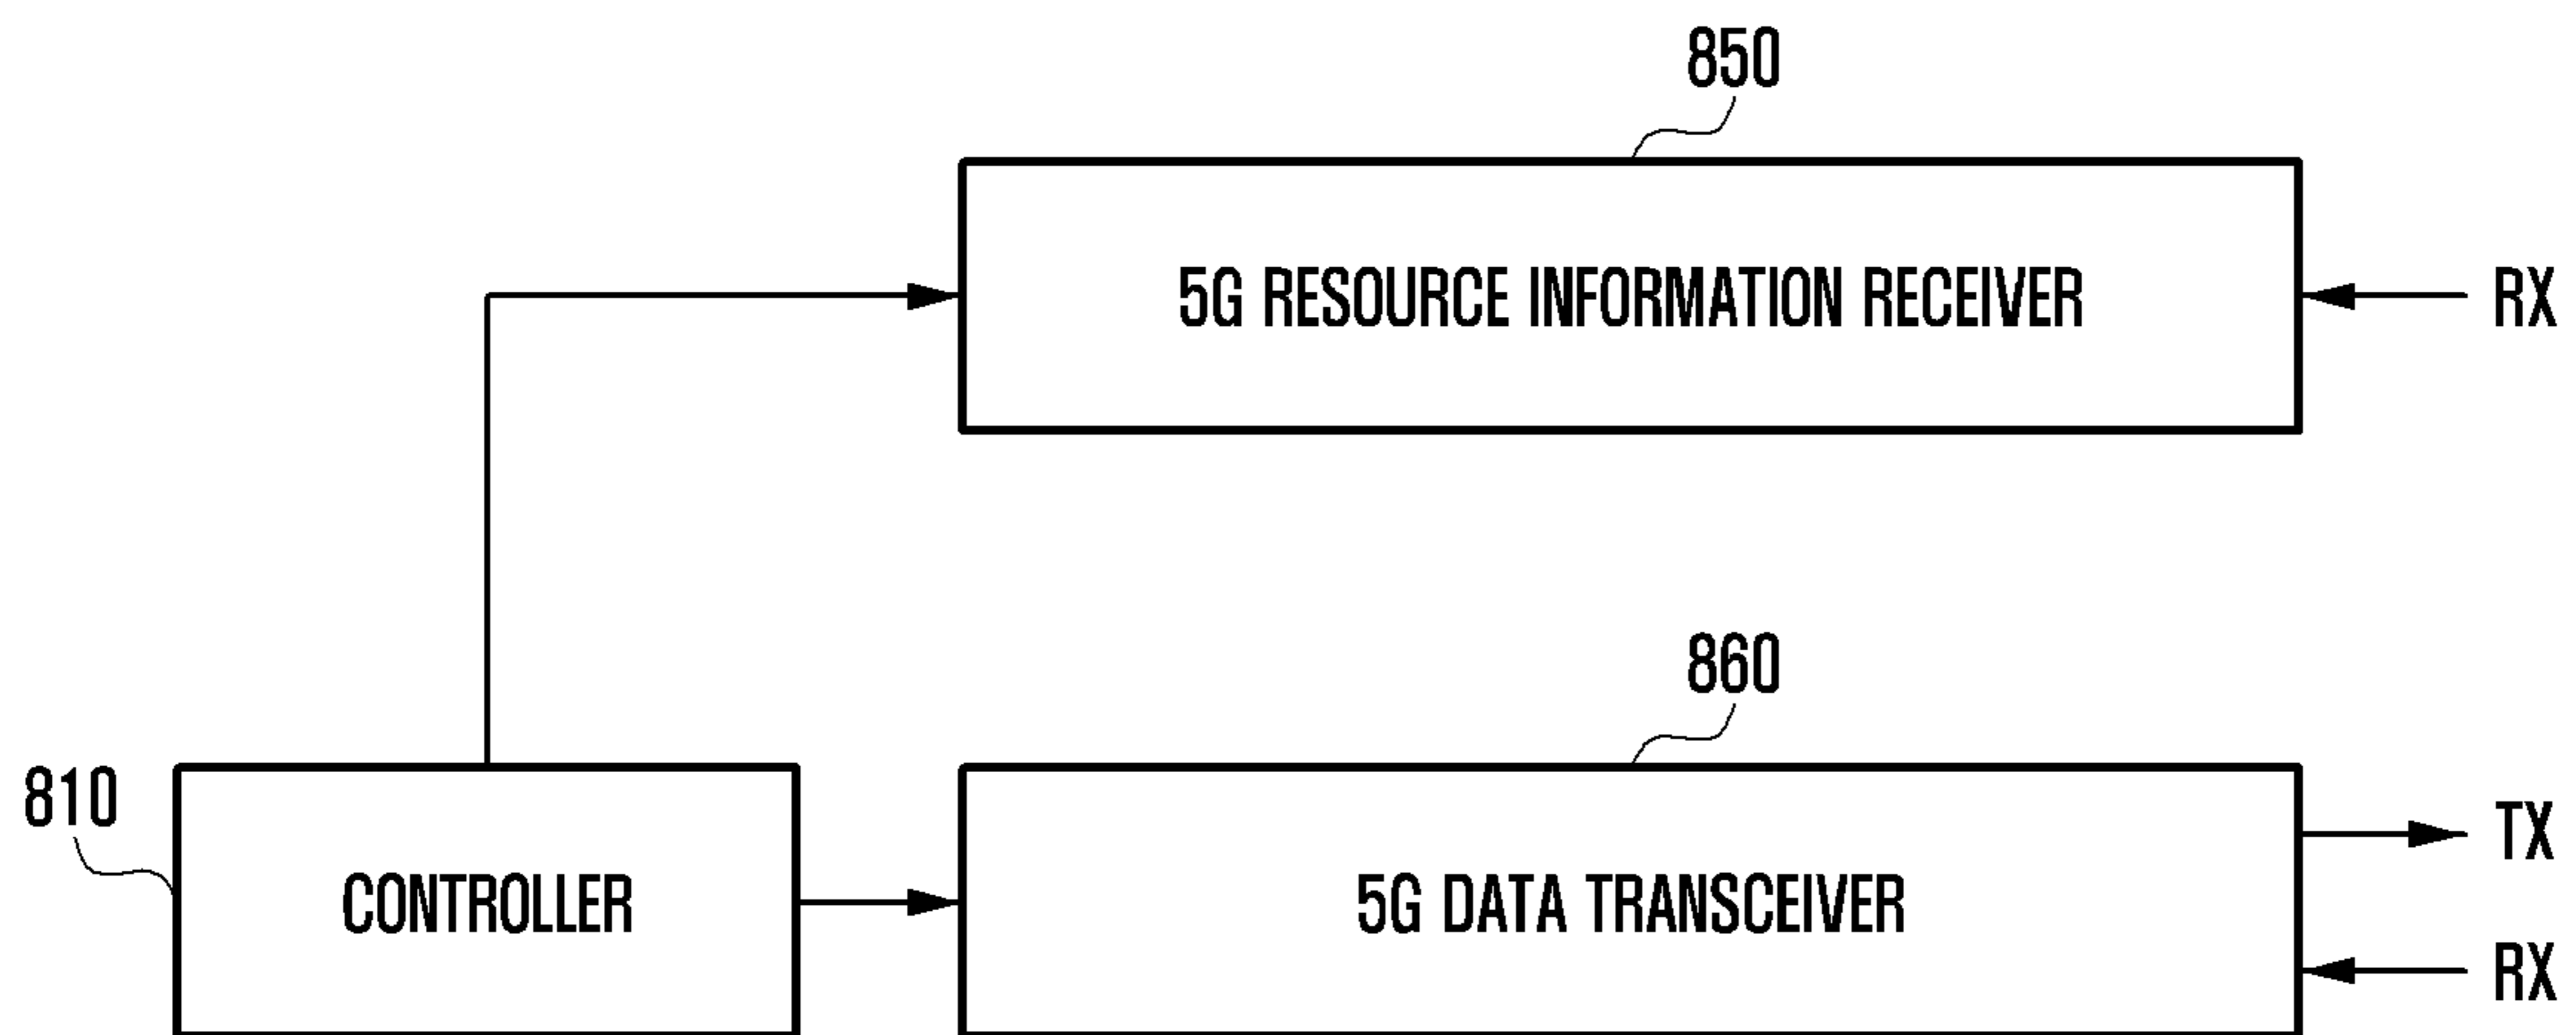 850
5G RESOURCE INFORMATION RECEIVER
RX
860
810
CONTROLLER
5G DATA TRANSCEIVER
TX
RX